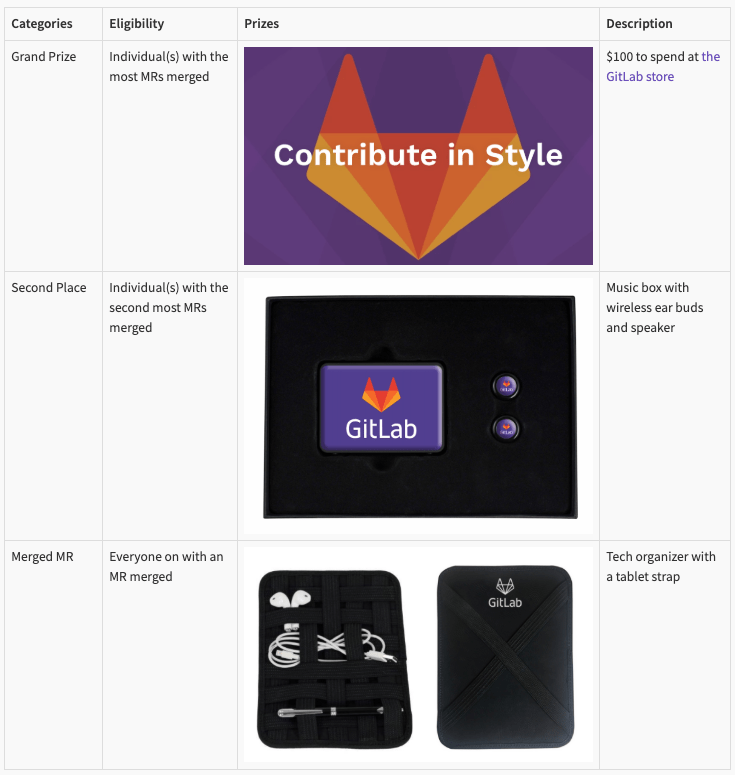 Categories
Eligibility
Prizes
Description
Grand Prize
Individual(s) with the
most MRs merged
Contribute in Style
$100 to spend at the
GitLab store
Second Place
Individual(s) with the
second most MRs
merged
GitLab
GitLab
GitLab
Music box with
wireless ear buds
and speaker
Merged MR
Everyone on with an
MR merged
GitLab
Tech organizer with
a tablet strap